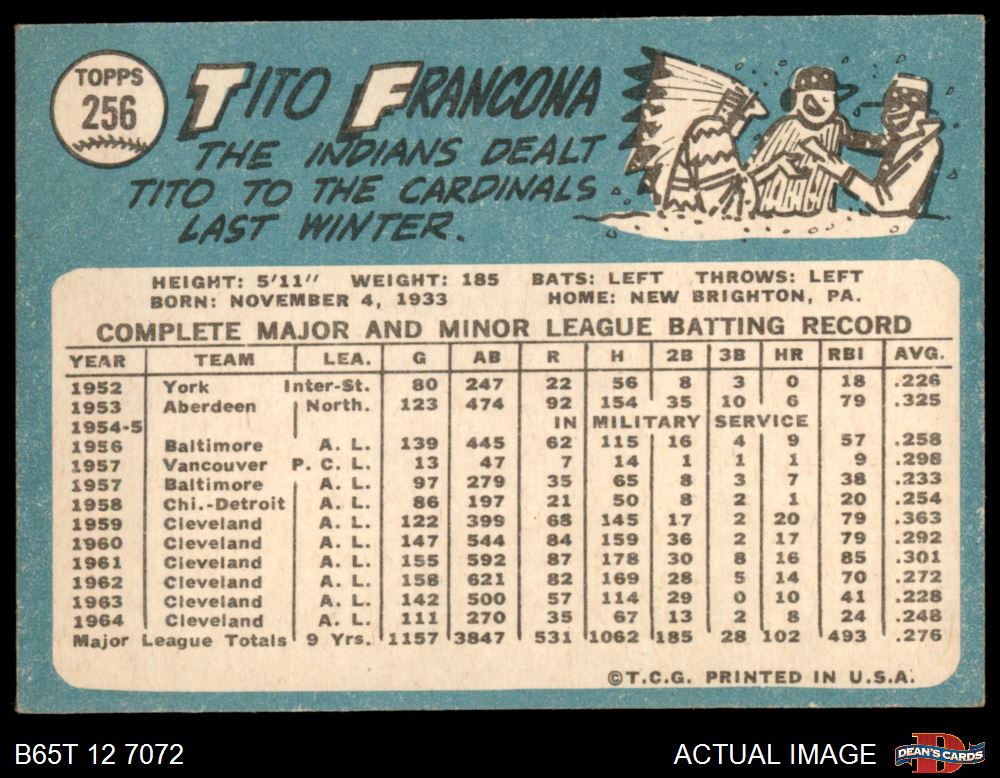 TOPPS
256
TITO FRANCONA
THE INDIANS DEALT
TITO TO THE CARDINALS
LAST WINTER.
HEIGHT: 5'11" WEIGHT: 185 BATS: LEFT THROWS: LEFT
BORN: NOVEMBER 4, 1933 HOME: NEW BRIGHTON, PA.
COMPLETE MAJOR AND MINOR LEAGUE BATTING RECORD
YEAR TEAM LEA. G AB R H 2B 3B HR RBI AVG.
1952 York Inter-St. 80 247 22 56 8 3 0 18 .226
1953 Aberdeen North. 123 474 92 154 35 10 6 79 .325
1954-5 IN MILITARY SERVICE
1956 Baltimore A. L. 139 445 62 115 16 4 9 57 .258
1957 Vancouver P. C. L. 13 47 7 14 1 1 1 9 .298
1957 Baltimore A. L. 97 279 35 65 8 3 7 38 .233
1958 Chi.-Detroit A. L. 86 197 21 50 8 2 1 20 .254
1959 Cleveland A. L. 122 399 68 145 17 2 20 79 .363
1960 Cleveland A. L. 147 544 84 159 36 2 17 79 .292
1961 Cleveland A. L. 155 592 87 178 30 8 16 85 .301
1962 Cleveland A. L. 158 621 82 169 28 5 14 70 .272
1963 Cleveland A. L. 142 500 57 114 29 0 10 41 .228
1964 Cleveland A. L. 111 270 35 67 13 2 8 24 .248
Major League Totals 9 Yrs. 1157 3847 531 1062 185 28 102 493 .276
©T.C.G. PRINTED IN U.S.A.
B65T 12 7072 ACTUAL IMAGE DEAN'S CARDS